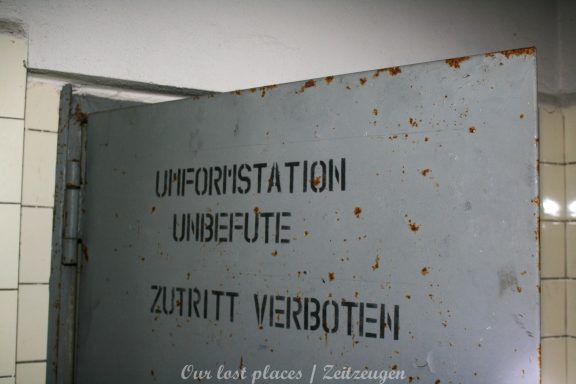 UMFORMSTATION
UNBEFUTE
ZUTRITT VERBOTEN
Our lost places | Zeitzeugen